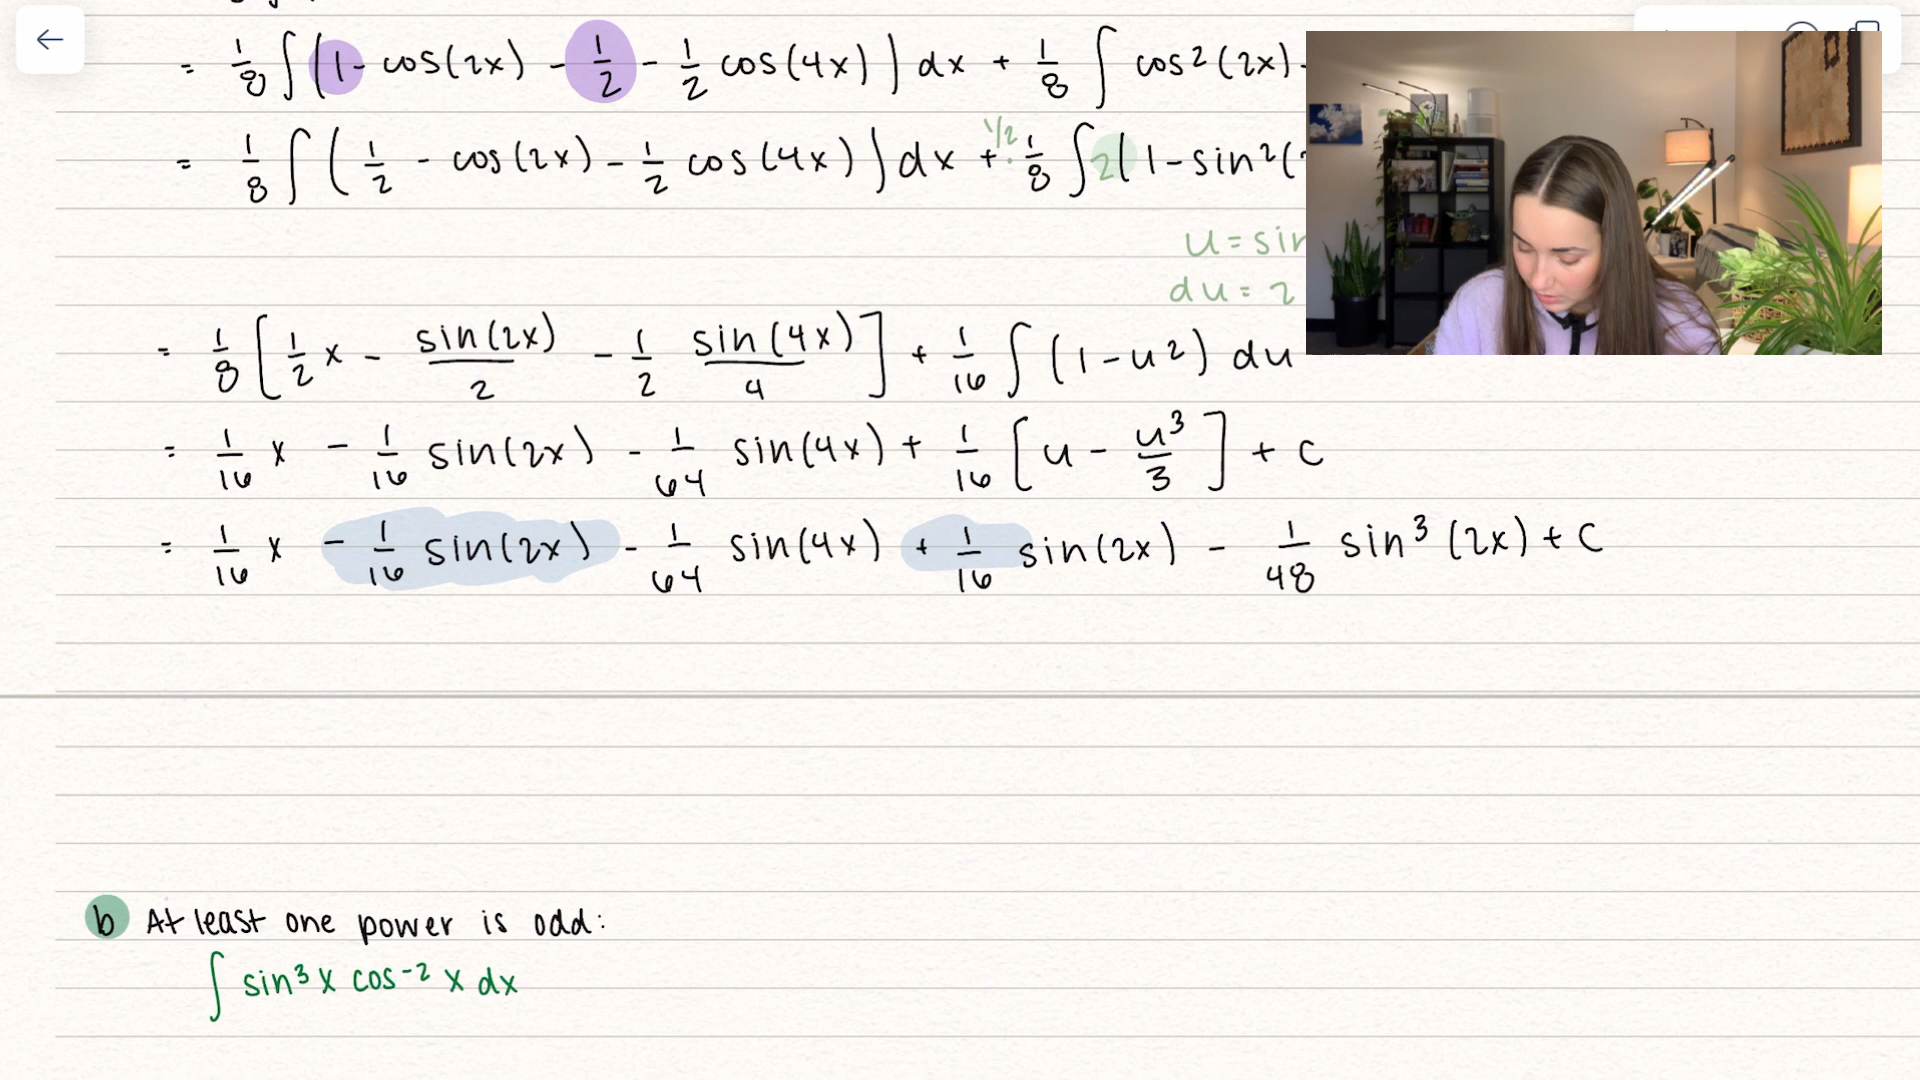 = 1/8 ∫ (1 - cos(2x) - 1/2 - 1/2 cos(4x)) dx + 1/8 ∫ cos²(2x)
= 1/8 ∫ (1/2 - cos(2x) - 1/2 cos(4x)) dx + 1/2 · 1/8 ∫ 2(1 - sin²(
u = sin
du = 2
= 1/8 [1/2 x - sin(2x)/2 - 1/2 sin(4x)/4] + 1/16 ∫ (1 - u²) du
= 1/16 x - 1/16 sin(2x) - 1/64 sin(4x) + 1/16 [u - u³/3] + C
= 1/16 x - 1/16 sin(2x) - 1/64 sin(4x) + 1/16 sin(2x) - 1/48 sin³(2x) + C
b At least one power is odd:
∫ sin³x cos⁻²x dx